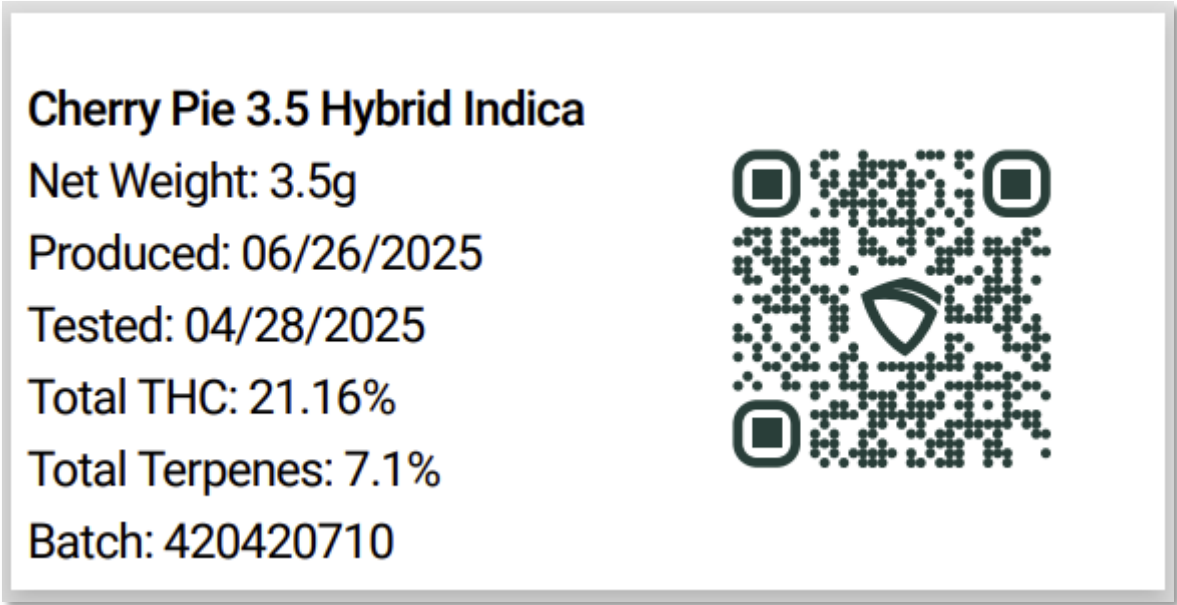 Cherry Pie 3.5 Hybrid Indica
Net Weight: 3.5g
Produced: 06/26/2025
Tested: 04/28/2025
Total THC: 21.16%
Total Terpenes: 7.1%
Batch: 420420710